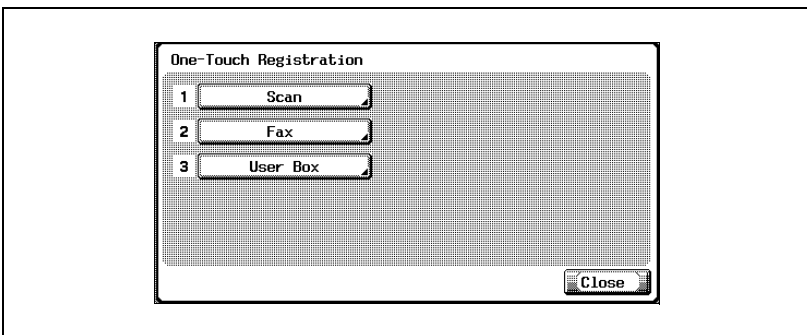 One-Touch Registration
1 Scan
2 Fax
3 User Box
Close